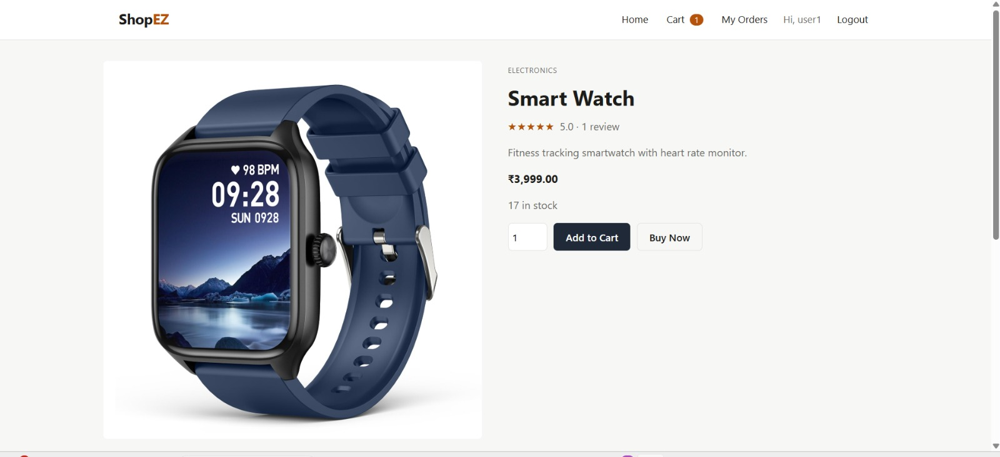 ShopEZ
Home Cart 1 My Orders Hi, user1 Logout
98 BPM
09:28
SUN 0928
ELECTRONICS
Smart Watch
★★★★★ 5.0 · 1 review
Fitness tracking smartwatch with heart rate monitor.
₹3,999.00
17 in stock
1 Add to Cart Buy Now